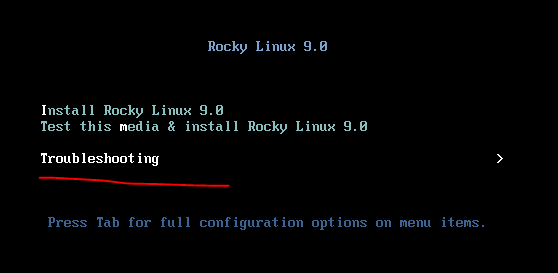 Rocky Linux 9.0
Install Rocky Linux 9.0
Test this media & install Rocky Linux 9.0
Troubleshooting >
Press Tab for full configuration options on menu items.